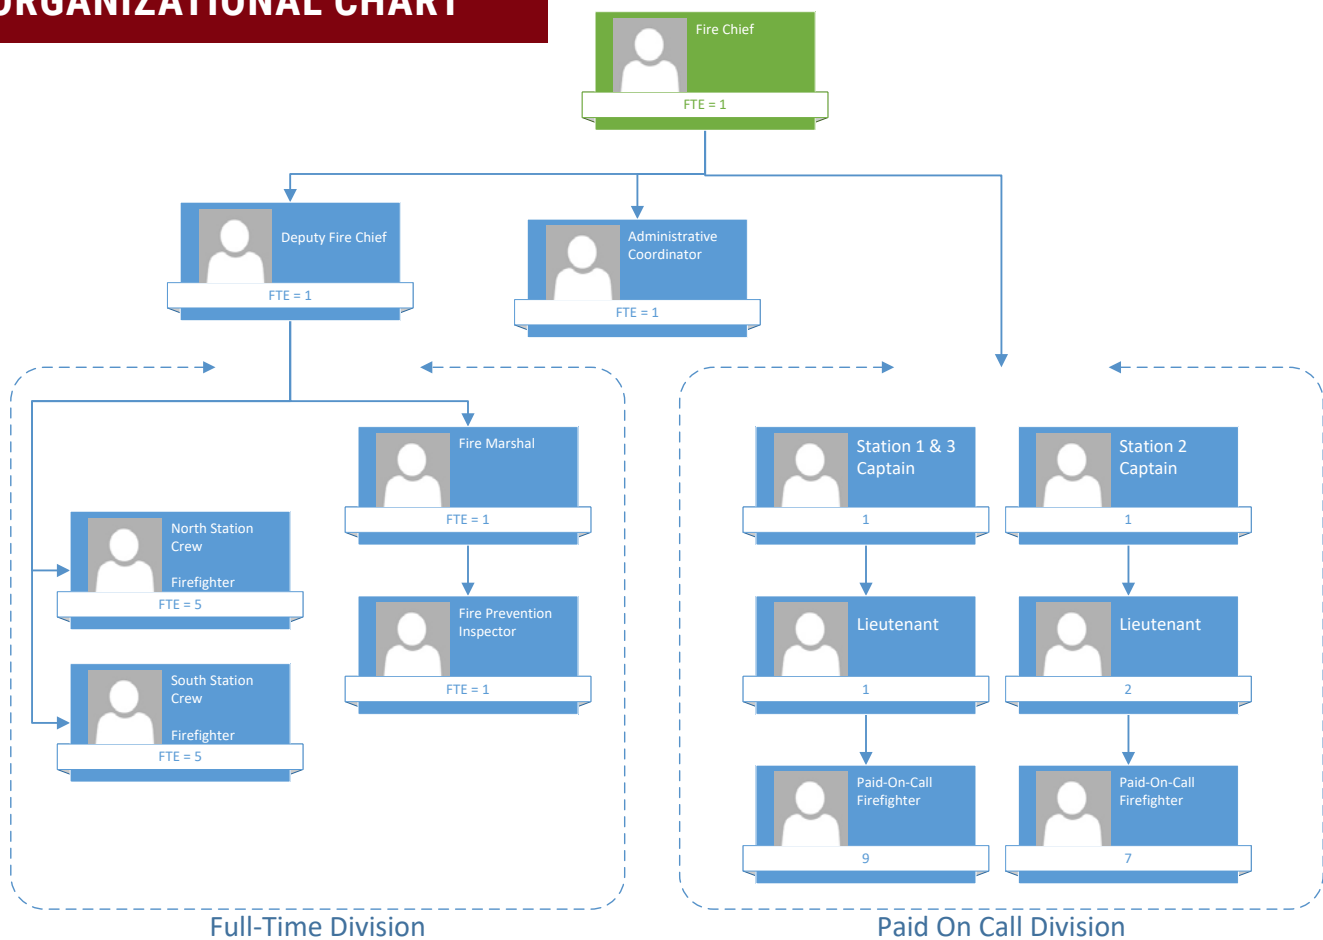 ORGANIZATIONAL CHART
Fire Chief
FTE = 1
Deputy Fire Chief
FTE = 1
Administrative
Coordinator
FTE = 1
North Station
Crew
Firefighter
FTE = 5
South Station
Crew
Firefighter
FTE = 5
Fire Marshal
FTE = 1
Fire Prevention
Inspector
FTE = 1
Full-Time Division
Station 1 & 3
Captain
1
Lieutenant
1
Paid-On-Call
Firefighter
9
Station 2
Captain
1
Lieutenant
2
Paid-On-Call
Firefighter
7
Paid On Call Division